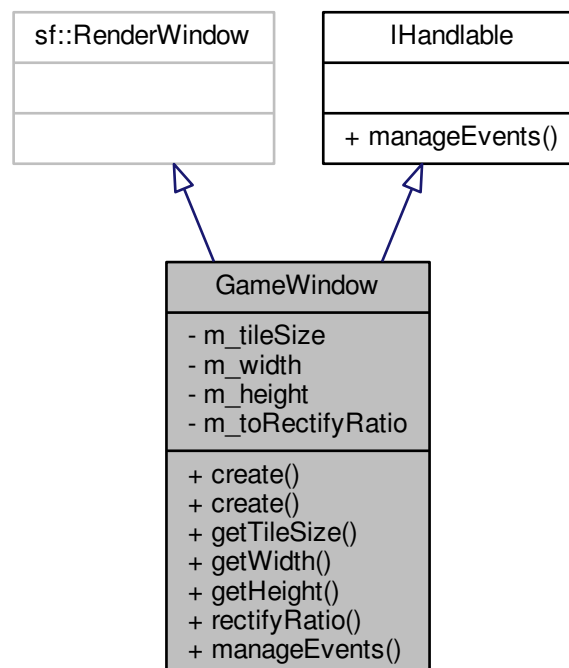 sf::RenderWindow
IHandlable
+ manageEvents()
GameWindow
- m_tileSize
- m_width
- m_height
- m_toRectifyRatio
+ create()
+ create()
+ getTileSize()
+ getWidth()
+ getHeight()
+ rectifyRatio()
+ manageEvents()